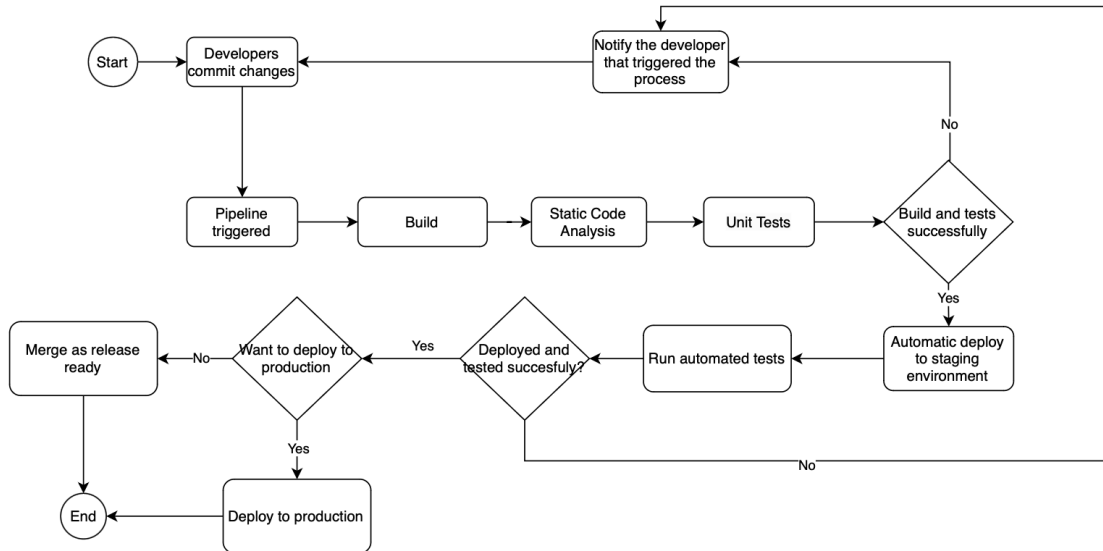 Start
Developers
commit changes
Notify the developer
that triggered the
process
No
Pipeline
triggered
Build
Static Code
Analysis
Unit Tests
Build and tests
successfully
Yes
Merge as release
ready
No
Want to deploy to
production
Yes
Deployed and
tested succesfuly?
Run automated tests
Automatic deploy
to staging
environment
Yes
No
End
Deploy to production